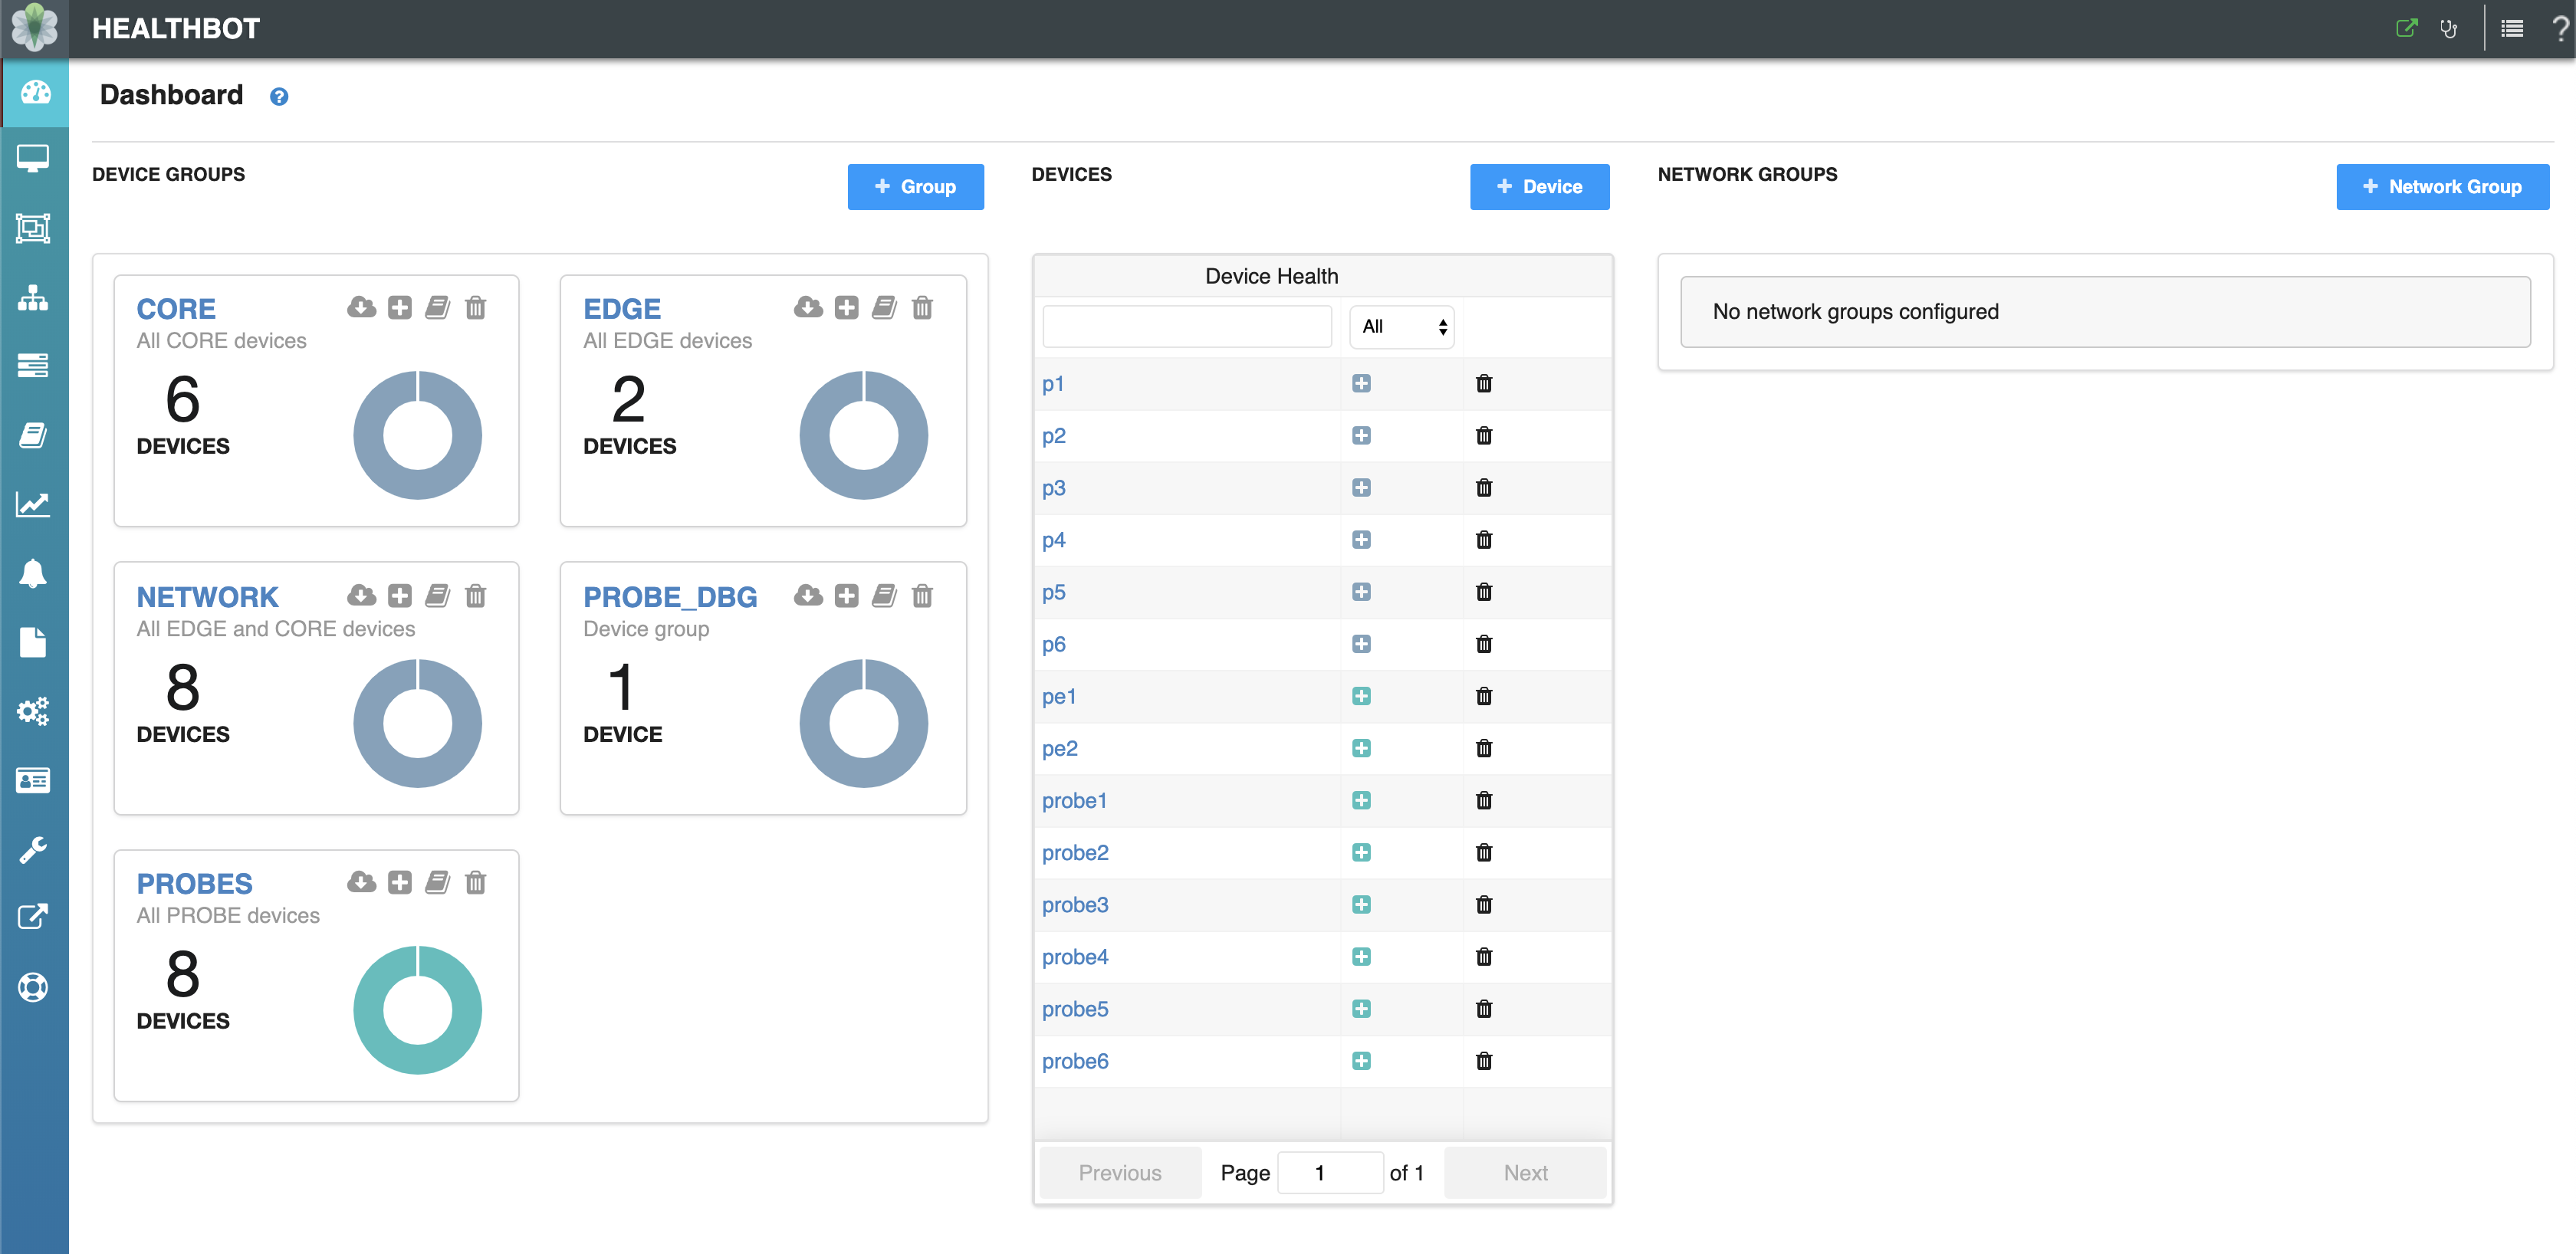 HEALTHBOT
Dashboard
DEVICE GROUPS
+ Group
CORE
All CORE devices
6
DEVICES
EDGE
All EDGE devices
2
DEVICES
NETWORK
All EDGE and CORE devices
8
DEVICES
PROBE_DBG
Device group
1
DEVICE
PROBES
All PROBE devices
8
DEVICES
DEVICES
+ Device
Device Health
All
p1
p2
p3
p4
p5
p6
pe1
pe2
probe1
probe2
probe3
probe4
probe5
probe6
Previous Page 1 of 1 Next
NETWORK GROUPS
+ Network Group
No network groups configured